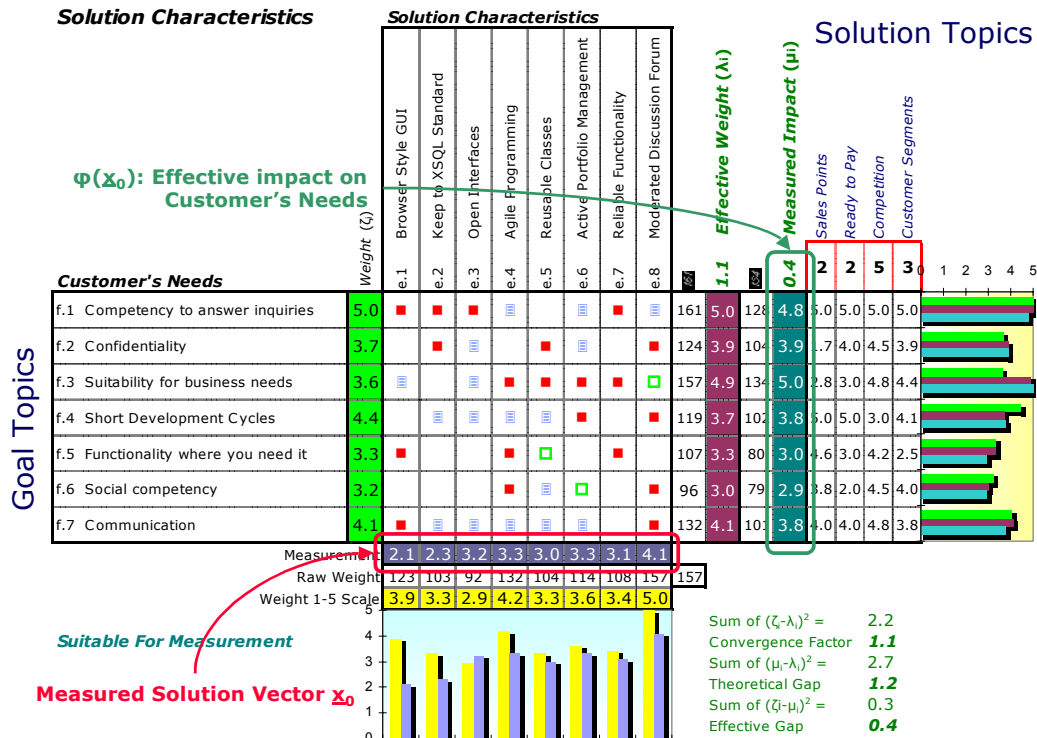 Solution Characteristics
Solution Characteristics
Solution Topics
φ(x₀): Effective impact on
Customer's Needs
Customer's Needs
Weight (ζ)
Browser Style GUI
Keep to XSQL Standard
Open Interfaces
Agile Programming
Reusable Classes
Active Portfolio Management
Reliable Functionality
Moderated Discussion Forum
Effective Weight (λi)
Measured Impact (μi)
Sales Points
Ready to Pay
Competition
Customer Segments
e.1 e.2 e.3 e.4 e.5 e.6 e.7 e.8 1.1 0.4 2 2 5 3
0 1 2 3 4 5
Goal Topics
f.1 Competency to answer inquiries 5.0 161 5.0 128 4.8 5.0 5.0 5.0 5.0
f.2 Confidentiality 3.7 124 3.9 104 3.9 1.7 4.0 4.5 3.9
f.3 Suitability for business needs 3.6 157 4.9 134 5.0 2.8 3.0 4.8 4.4
f.4 Short Development Cycles 4.4 119 3.7 102 3.8 5.0 5.0 3.0 4.1
f.5 Functionality where you need it 3.3 107 3.3 80 3.0 4.6 3.0 4.2 2.5
f.6 Social competency 3.2 96 3.0 79 2.9 3.8 2.0 4.5 4.0
f.7 Communication 4.1 132 4.1 101 3.8 4.0 4.0 4.8 3.8
Measurement 2.1 2.3 3.2 3.3 3.0 3.3 3.1 4.1
Raw Weight 123 103 92 132 104 114 108 157 157
Weight 1-5 Scale 3.9 3.3 2.9 4.2 3.3 3.6 3.4 5.0
5
4
3
2
1
0
Suitable For Measurement
Measured Solution Vector x₀
Sum of (ζᵢ-λᵢ)² = 2.2
Convergence Factor 1.1
Sum of (μᵢ-λᵢ)² = 2.7
Theoretical Gap 1.2
Sum of (ζi-μᵢ)² = 0.3
Effective Gap 0.4